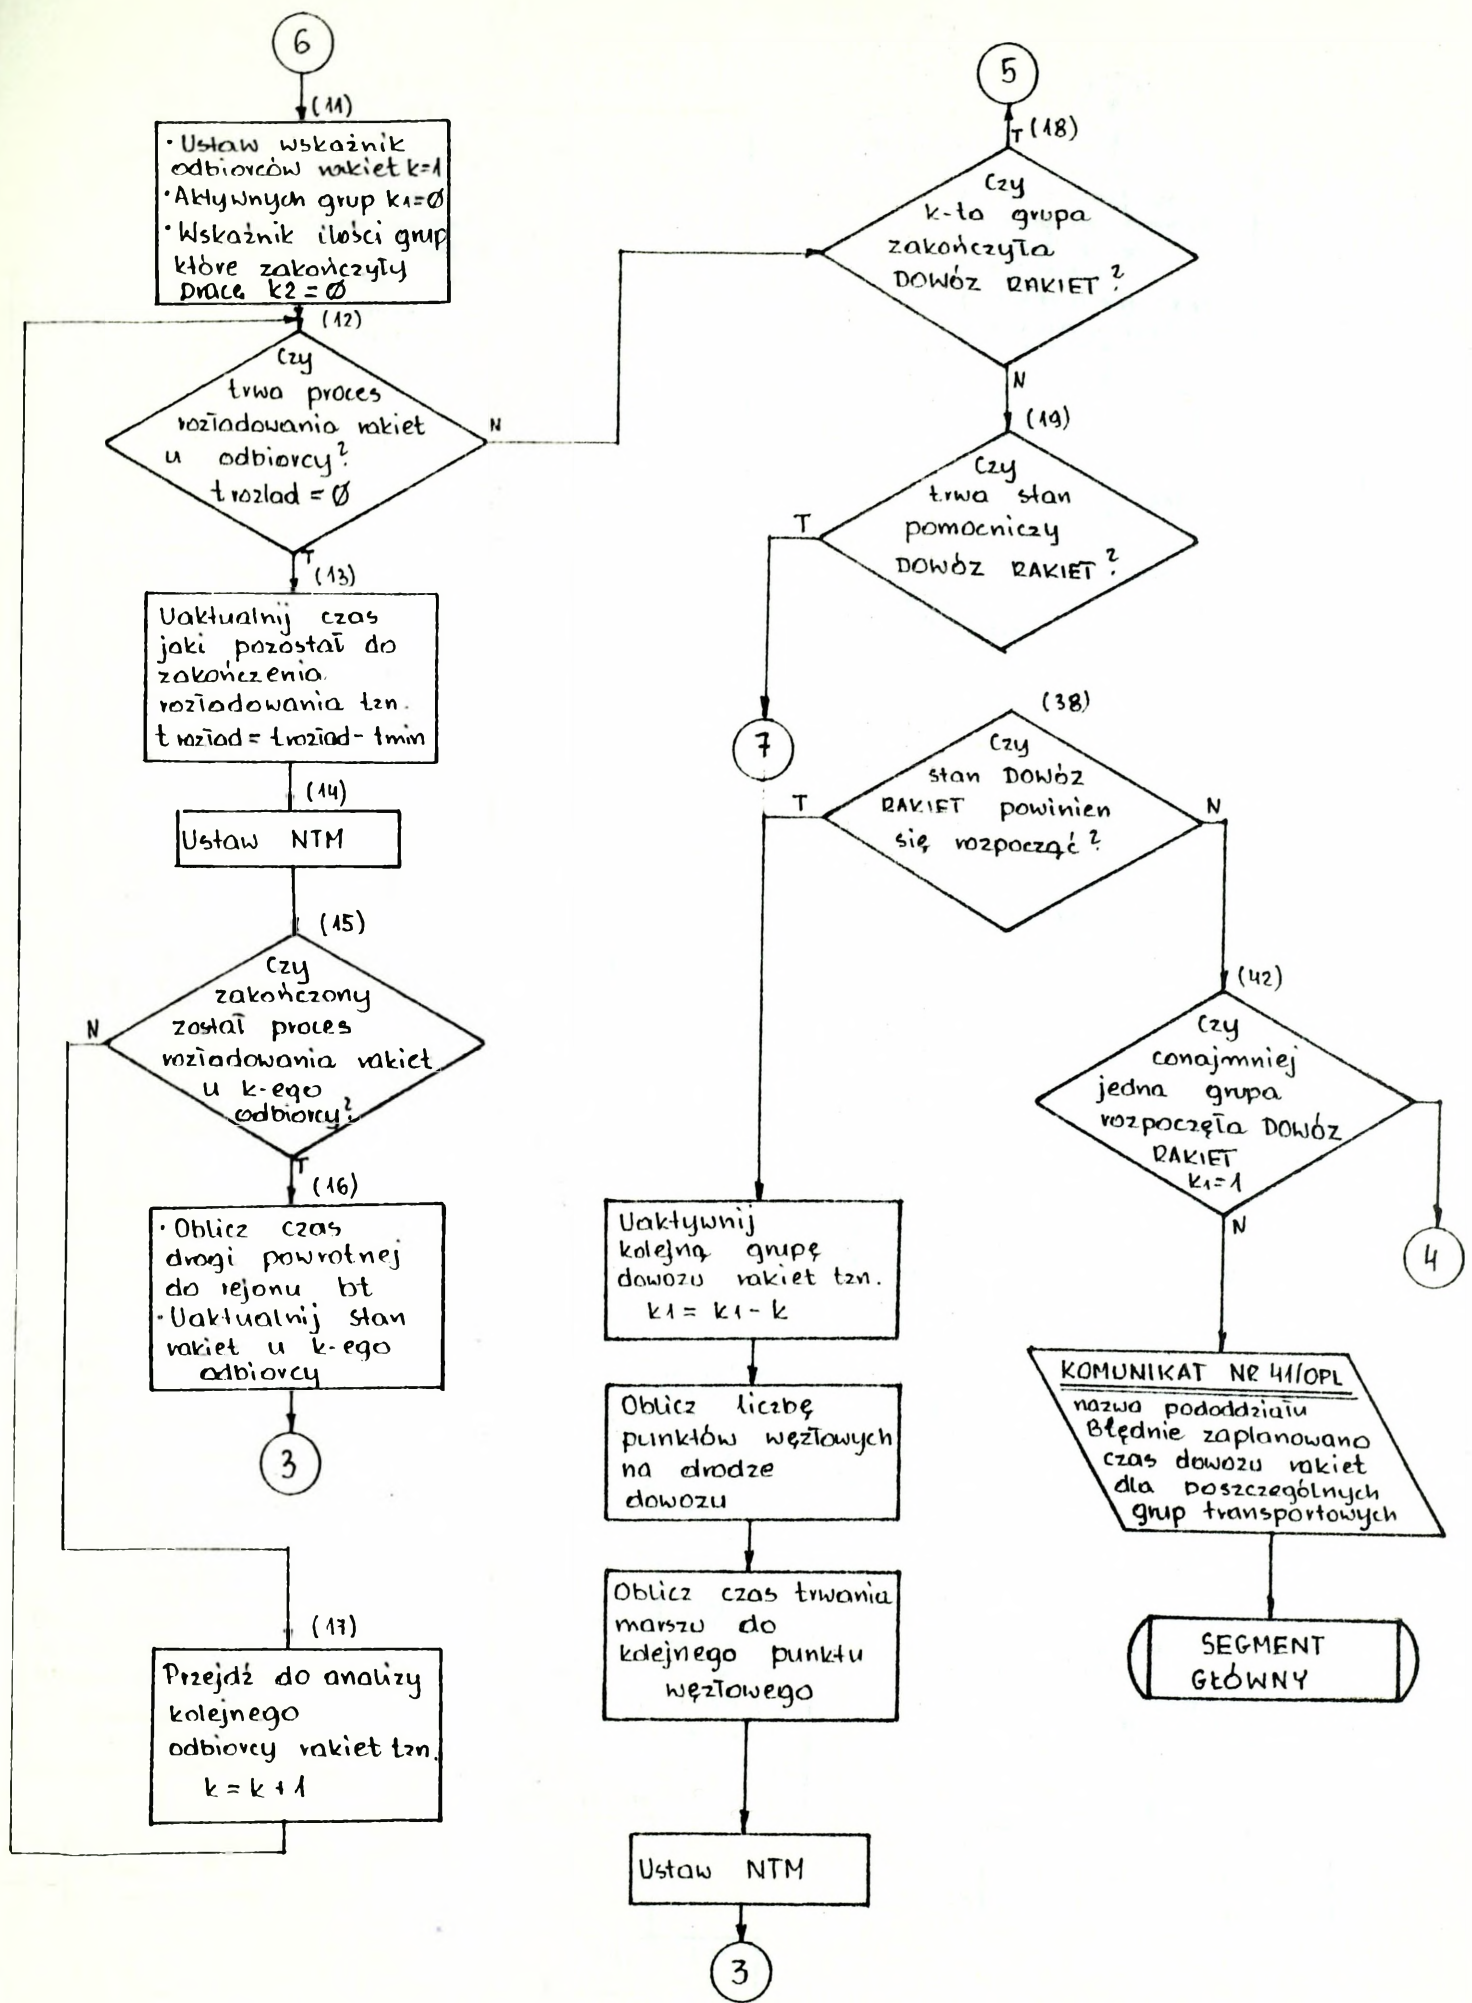 6
(11)
· Ustaw wskaźnik
odbiorców rakiet k=1
· Aktywnych grup k1=Ø
· Wskaźnik ilości grup
które zakończyły
prace k2=Ø
(12)
Czy
trwa proces
rozładowania rakiet
u odbiorcy?
t rozlad = Ø
N
T
(13)
Uaktualnij czas
jaki pozostał do
zakończenia
rozładowania tzn.
t rozład = t rozład - tmin
(14)
Ustaw NTM
(15)
Czy
zakończony
został proces
rozładowania rakiet
u k-ego
odbiorcy?
N
T
(16)
· Oblicz czas
drogi powrotnej
do rejonu bt
· Uaktualnij stan
rakiet u k-ego
odbiorcy
3
(17)
Przejdź do analizy
kolejnego
odbiorcy rakiet tzn.
k = k + 1
5
T (18)
Czy
k-ta grupa
zakończyła
DOWÓZ RAKIET?
N
(19)
Czy
trwa stan
pomocniczy
DOWÓZ RAKIET?
T
7
(38)
Czy
stan DOWÓZ
RAKIET powinien
się rozpocząć?
T
N
Uaktywnij
kolejną grupę
dowozu rakiet tzn.
k1 = k1 - k
Oblicz liczbę
punktów węzłowych
na drodze
dowozu
Oblicz czas trwania
marszu do
kolejnego punktu
węzłowego
Ustaw NTM
3
(42)
Czy
conajmniej
jedna grupa
rozpoczęła DOWÓZ
RAKIET
k1=1
N
4
KOMUNIKAT NR 41/OPL
nazwa pododdziału
Błędnie zaplanowano
czas dowozu rakiet
dla poszczególnych
grup transportowych
SEGMENT
GŁÓWNY